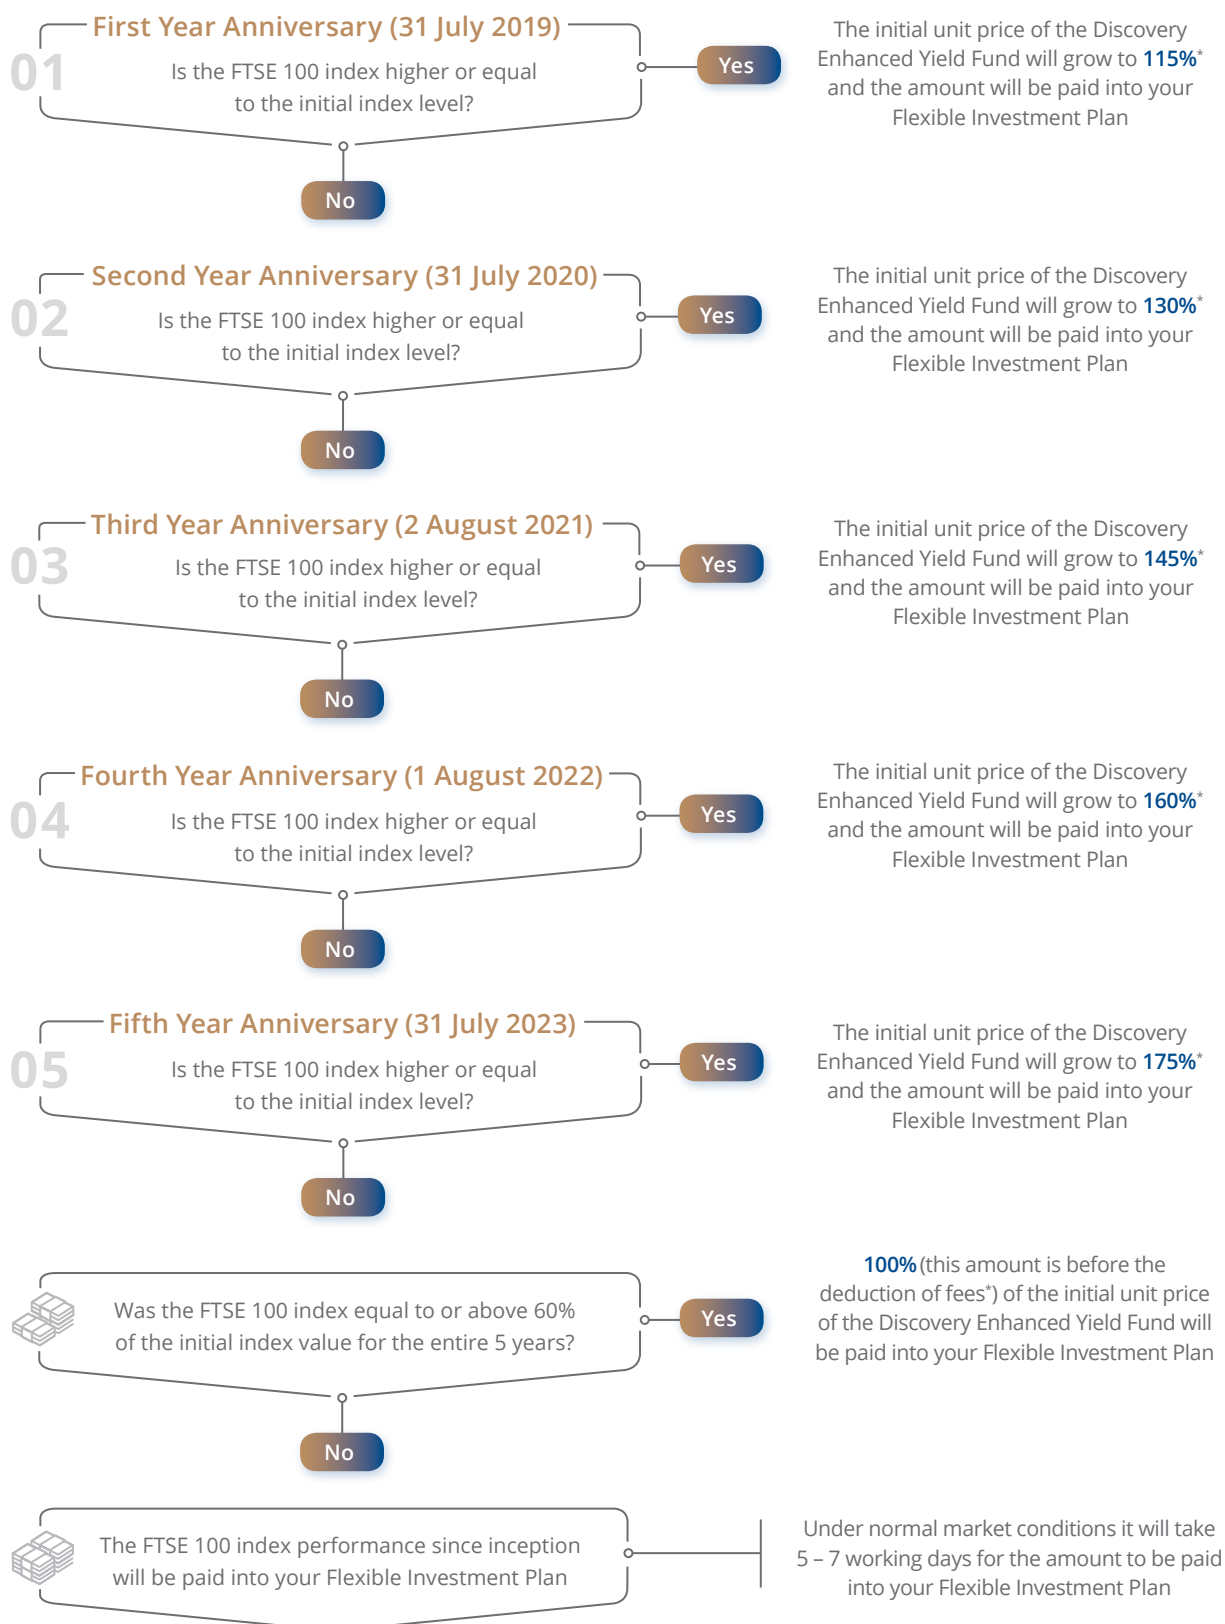 First Year Anniversary (31 July 2019)
01
Is the FTSE 100 index higher or equal
to the initial index level?
Yes
The initial unit price of the Discovery
Enhanced Yield Fund will grow to 115%*
and the amount will be paid into your
Flexible Investment Plan
No
Second Year Anniversary (31 July 2020)
02
Is the FTSE 100 index higher or equal
to the initial index level?
Yes
The initial unit price of the Discovery
Enhanced Yield Fund will grow to 130%*
and the amount will be paid into your
Flexible Investment Plan
No
Third Year Anniversary (2 August 2021)
03
Is the FTSE 100 index higher or equal
to the initial index level?
Yes
The initial unit price of the Discovery
Enhanced Yield Fund will grow to 145%*
and the amount will be paid into your
Flexible Investment Plan
No
Fourth Year Anniversary (1 August 2022)
04
Is the FTSE 100 index higher or equal
to the initial index level?
Yes
The initial unit price of the Discovery
Enhanced Yield Fund will grow to 160%*
and the amount will be paid into your
Flexible Investment Plan
No
Fifth Year Anniversary (31 July 2023)
05
Is the FTSE 100 index higher or equal
to the initial index level?
Yes
The initial unit price of the Discovery
Enhanced Yield Fund will grow to 175%*
and the amount will be paid into your
Flexible Investment Plan
No
Was the FTSE 100 index equal to or above 60%
of the initial index value for the entire 5 years?
Yes
100% (this amount is before the
deduction of fees*) of the initial unit price
of the Discovery Enhanced Yield Fund will
be paid into your Flexible Investment Plan
No
The FTSE 100 index performance since inception
will be paid into your Flexible Investment Plan
Under normal market conditions it will take
5 – 7 working days for the amount to be paid
into your Flexible Investment Plan